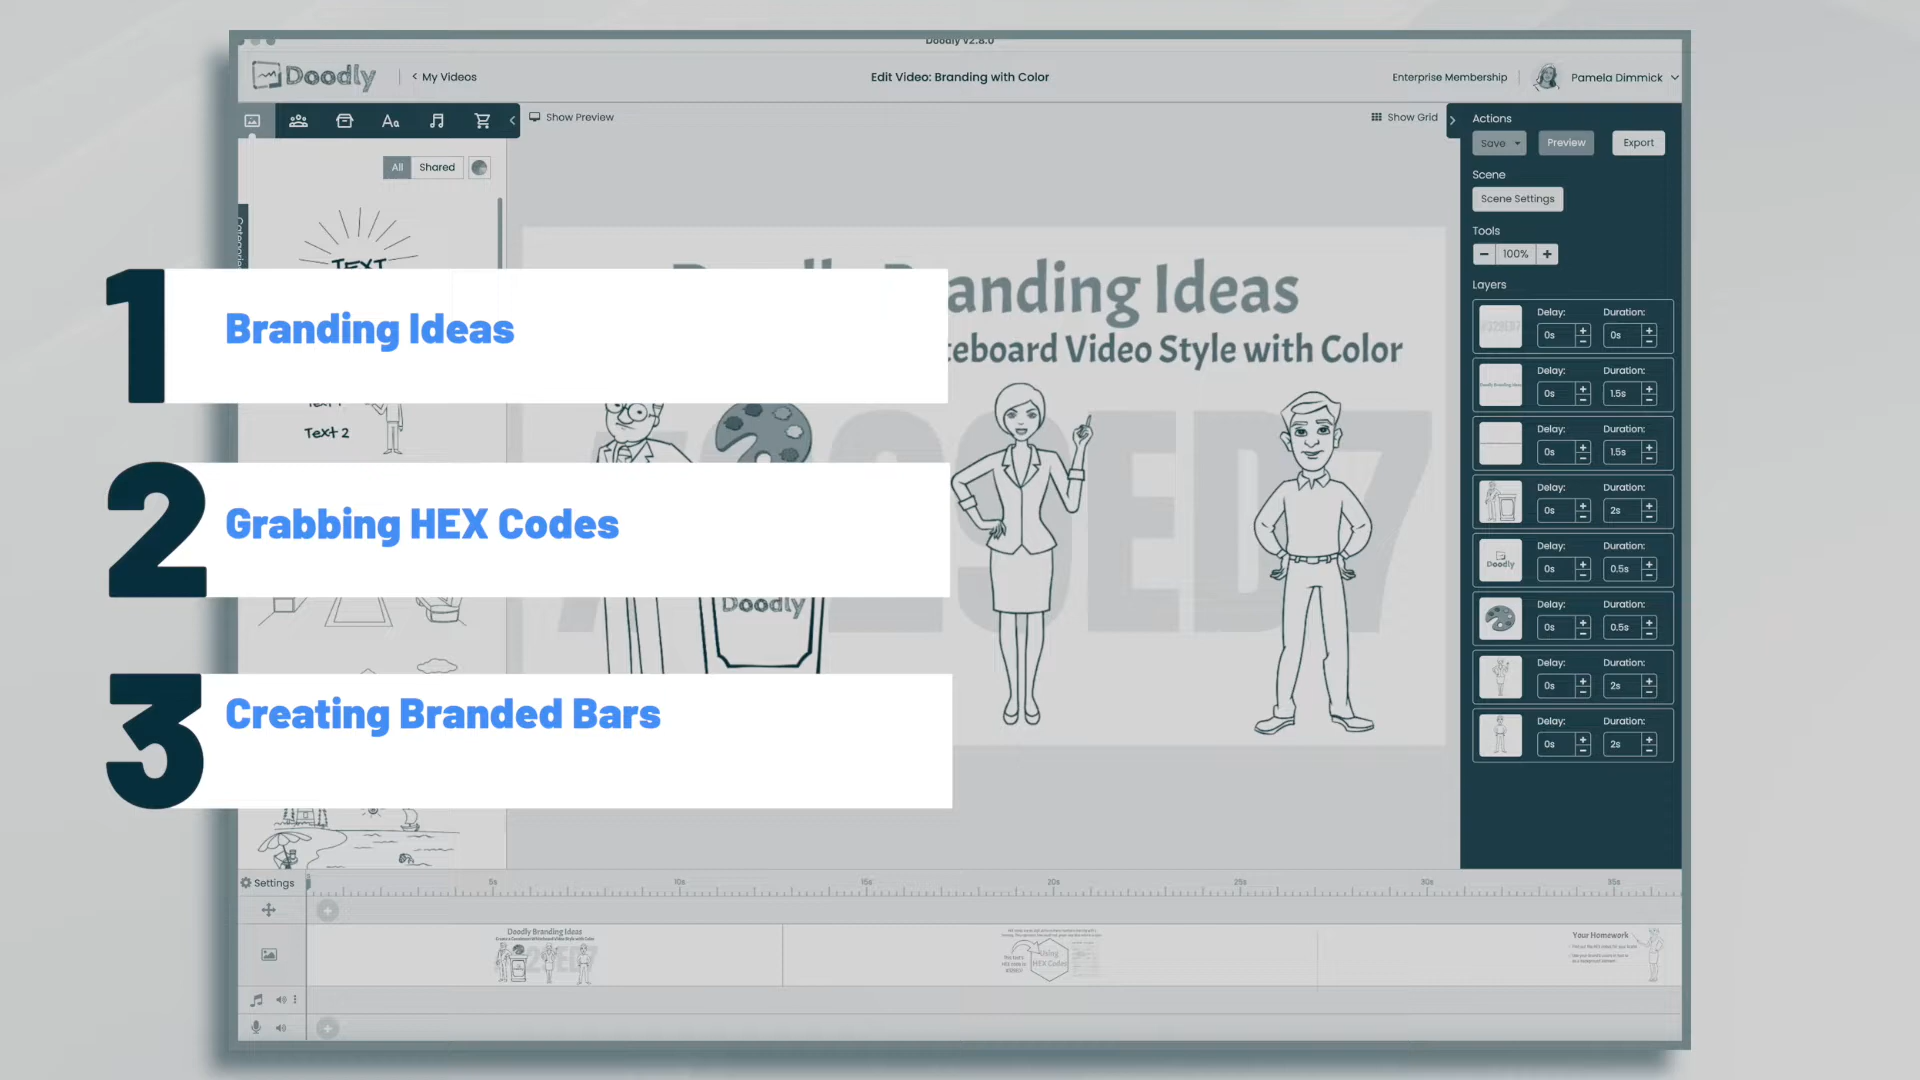 Doodly v2.8.0
Doodly
My Videos
Edit Video: Branding with Color
Enterprise Membership
Pamela Dimmick
Show Preview
Show Grid
All
Shared
TEXT
Text 2
1
Branding Ideas
2
Grabbing HEX Codes
3
Creating Branded Bars
anding Ideas
eboard Video Style with Color
29ED7
Doodly
Actions
Save
Preview
Export
Scene
Scene Settings
Tools
100%
Layers
Delay:
Duration:
0s
0s
Delay:
Duration:
0s
1.5s
Delay:
Duration:
0s
1.5s
Delay:
Duration:
0s
2s
Doodly
Delay:
Duration:
0s
0.5s
Delay:
Duration:
0s
0.5s
Delay:
Duration:
0s
2s
Delay:
Duration:
0s
2s
Settings
5s
10s
15s
20s
25s
30s
35s
Doodly Branding Ideas
Using
HEX Codes
Your Homework